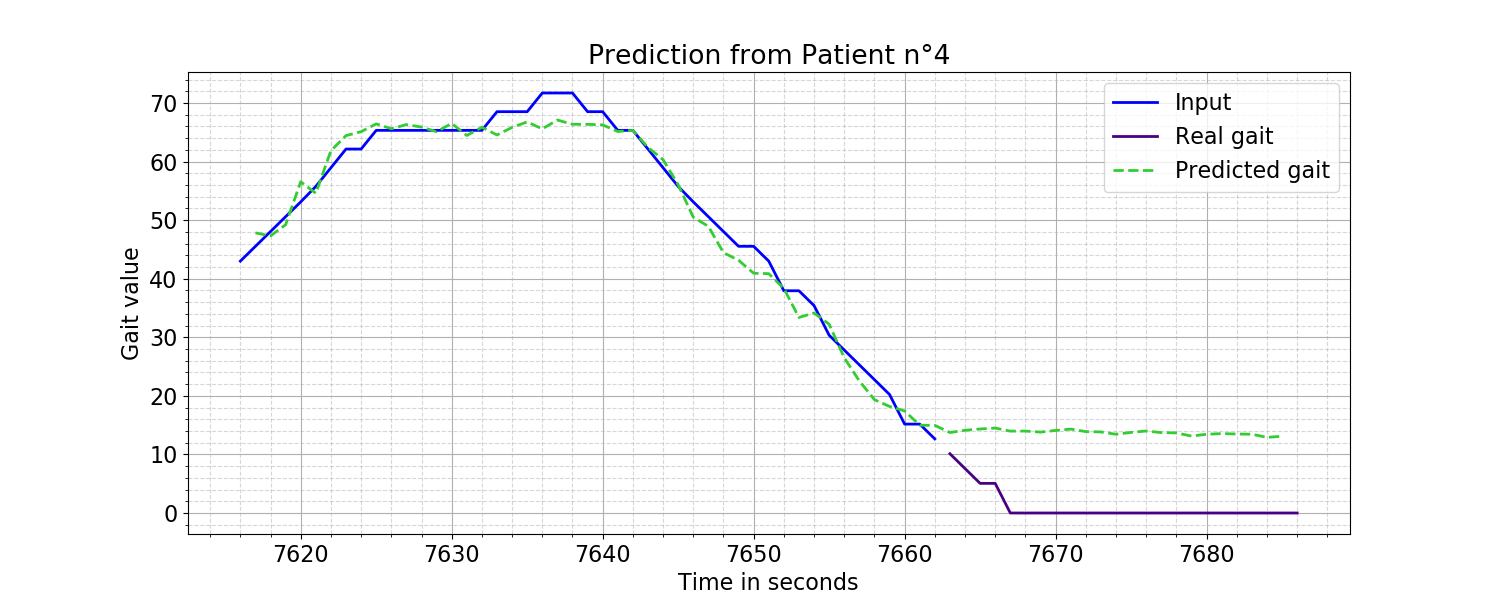 Prediction from Patient n°4
Input
Real gait
Predicted gait
Gait value
70
60
50
40
30
20
10
0
7620 7630 7640 7650 7660 7670 7680
Time in seconds